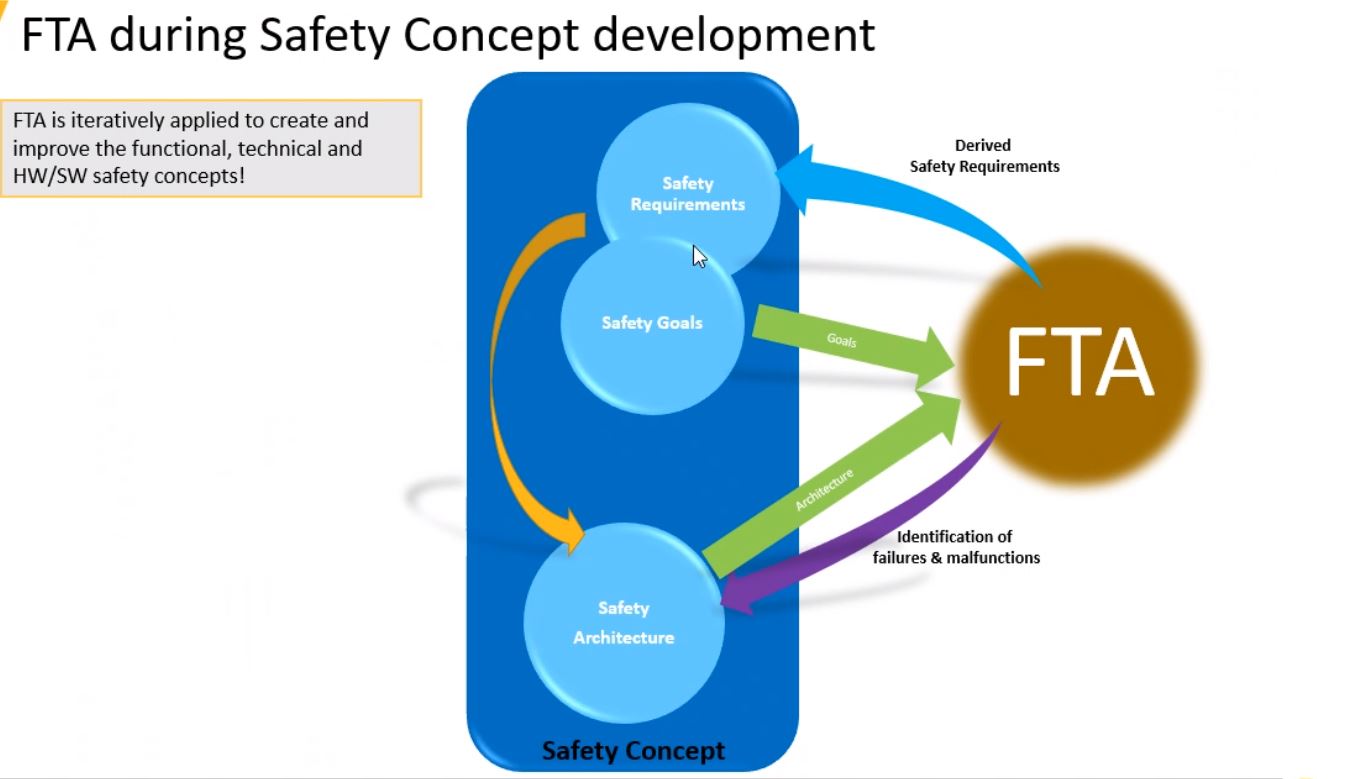 FTA during Safety Concept development
FTA is iteratively applied to create and
improve the functional, technical and
HW/SW safety concepts!
Safety
Requirements
Derived
Safety Requirements
Safety Goals
Goals
FTA
Architecture
Identification of
failures & malfunctions
Safety
Architecture
Safety Concept